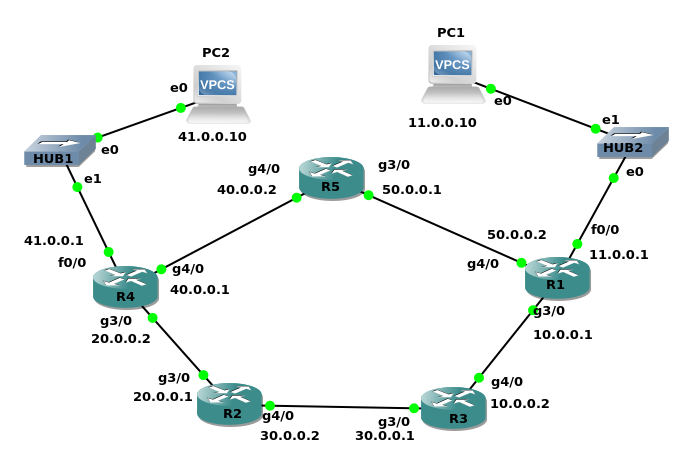 PC1
PC2
VPCS
VPCS
e0
e0
41.0.0.10
11.0.0.10
e1
HUB1
e0
HUB2
e0
e1
g4/0
g3/0
40.0.0.2
R5
50.0.0.1
41.0.0.1
f0/0
50.0.0.2
f0/0
11.0.0.1
g4/0
g4/0
R4
40.0.0.1
R1
g3/0
20.0.0.2
g3/0
10.0.0.1
g3/0
20.0.0.1
R2
g4/0
30.0.0.2
g4/0
10.0.0.2
g3/0
R3
30.0.0.1